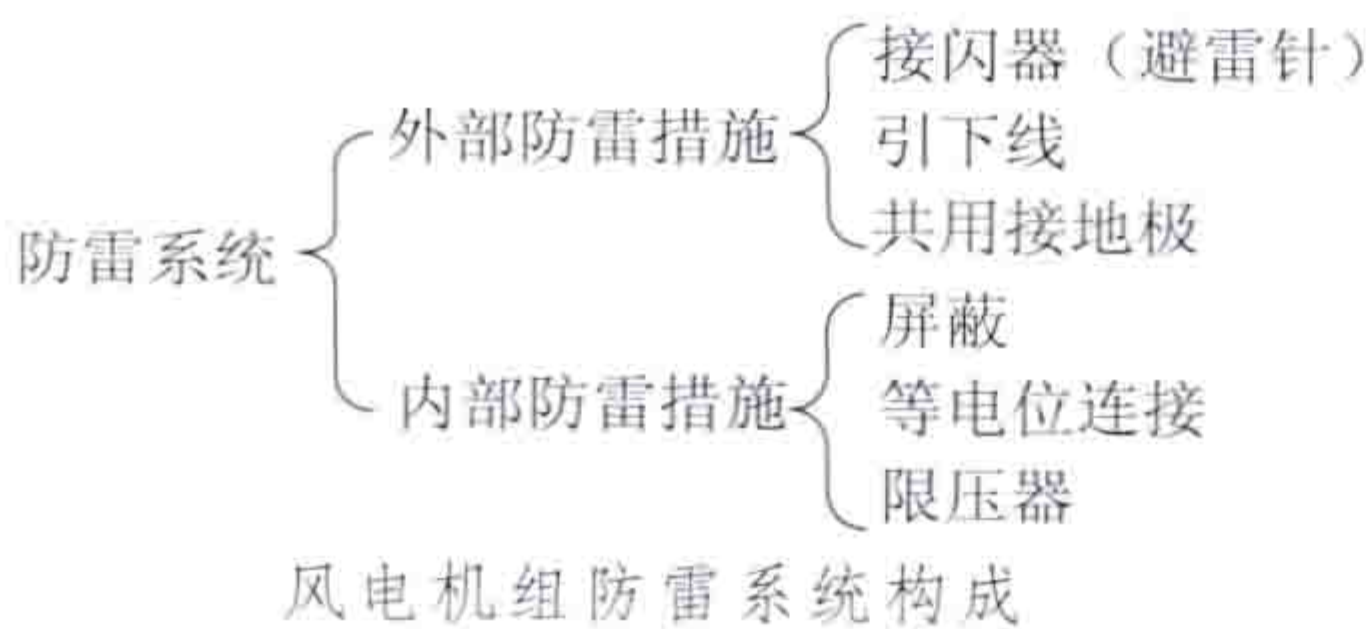 防雷系统
外部防雷措施
接闪器（避雷针）
引下线
共用接地极
内部防雷措施
屏蔽
等电位连接
限压器
风电机组防雷系统构成